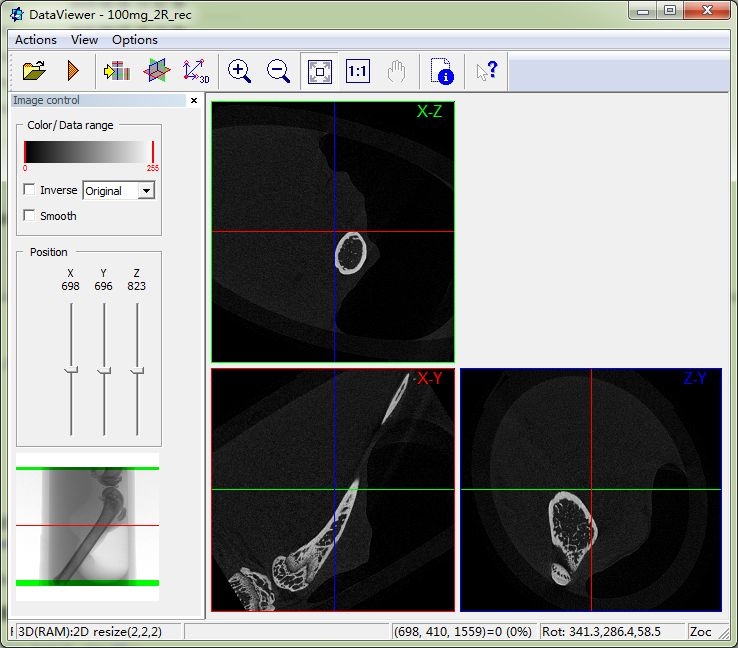 DataViewer - 100mg_2R_rec
Actions View Options
3D
1:1
i
?
Image control
X-Z
Color/Data range
0 255
Inverse Original
Smooth
Position
X Y Z
698 696 823
X-Y
Z-Y
3D(RAM):2D resize(2,2,2)
(698, 410, 1559)=0 (0%)
Rot: 341.3,286.4,58.5
Zoc